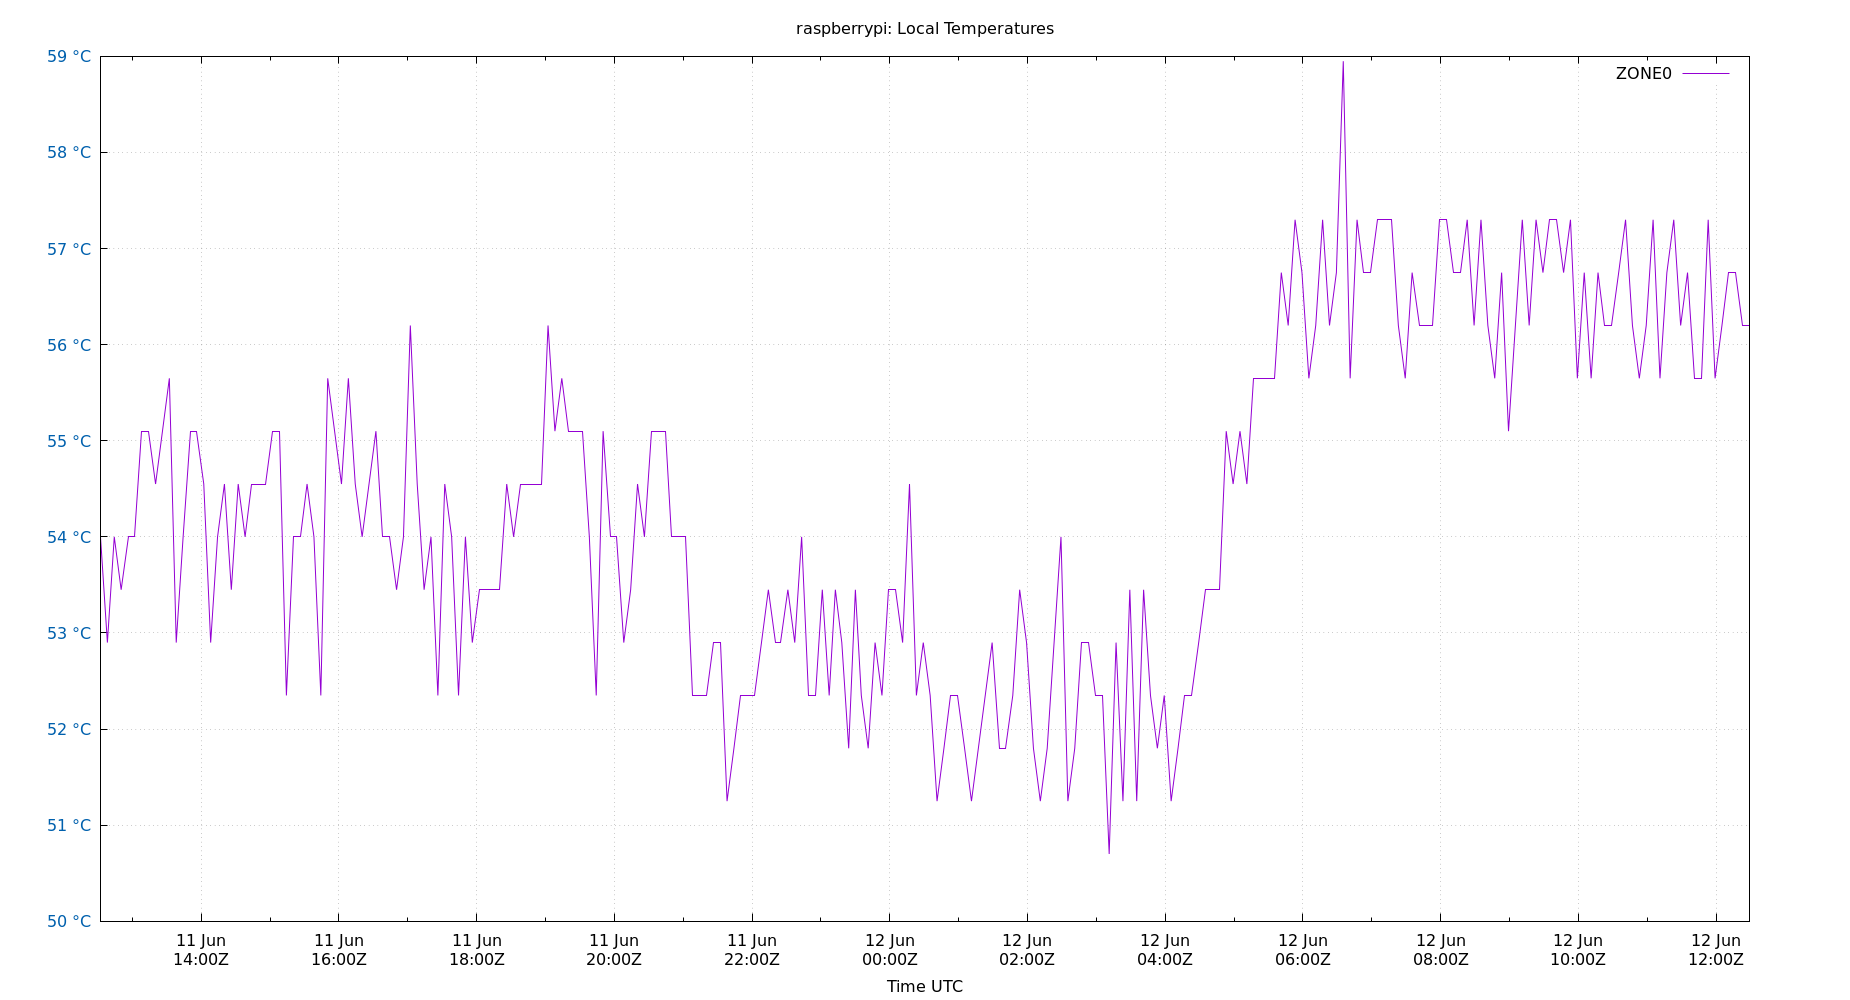 raspberrypi: Local Temperatures
59 °C
ZONE0
58 °C
57 °C
56 °C
55 °C
54 °C
53 °C
52 °C
51 °C
50 °C
11 Jun 11 Jun 11 Jun 11 Jun 11 Jun 12 Jun 12 Jun 12 Jun 12 Jun 12 Jun 12 Jun 12 Jun
14:00Z 16:00Z 18:00Z 20:00Z 22:00Z 00:00Z 02:00Z 04:00Z 06:00Z 08:00Z 10:00Z 12:00Z
Time UTC